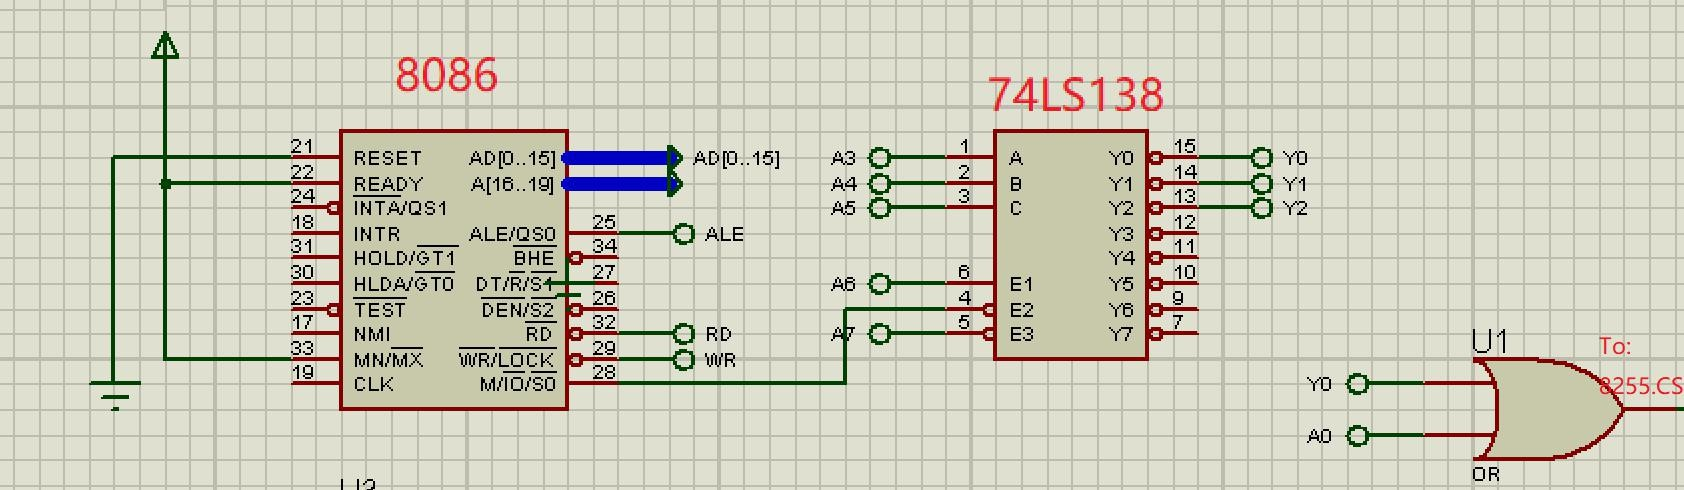 8086
74LS138
21 RESET AD[0..15] AD[0..15]
22 READY A[16..19]
24 INTA/QS1
18 INTR ALE/QS0 25 ALE
31 HOLD/GT1 BHE 34
30 HLDA/GT0 DT/R/S1 27
23 TEST DEN/S2 26
17 NMI RD 32 RD
33 MN/MX WR/LOCK 29 WR
19 CLK M/IO/S0 28
A3 1 A Y0 15 Y0
A4 2 B Y1 14 Y1
A5 3 C Y2 13 Y2
Y3 12
Y4 11
A6 6 E1 Y5 10
4 E2 Y6 9
A7 5 E3 Y7 7
U1
To:
8255.CS
Y0
A0
OR